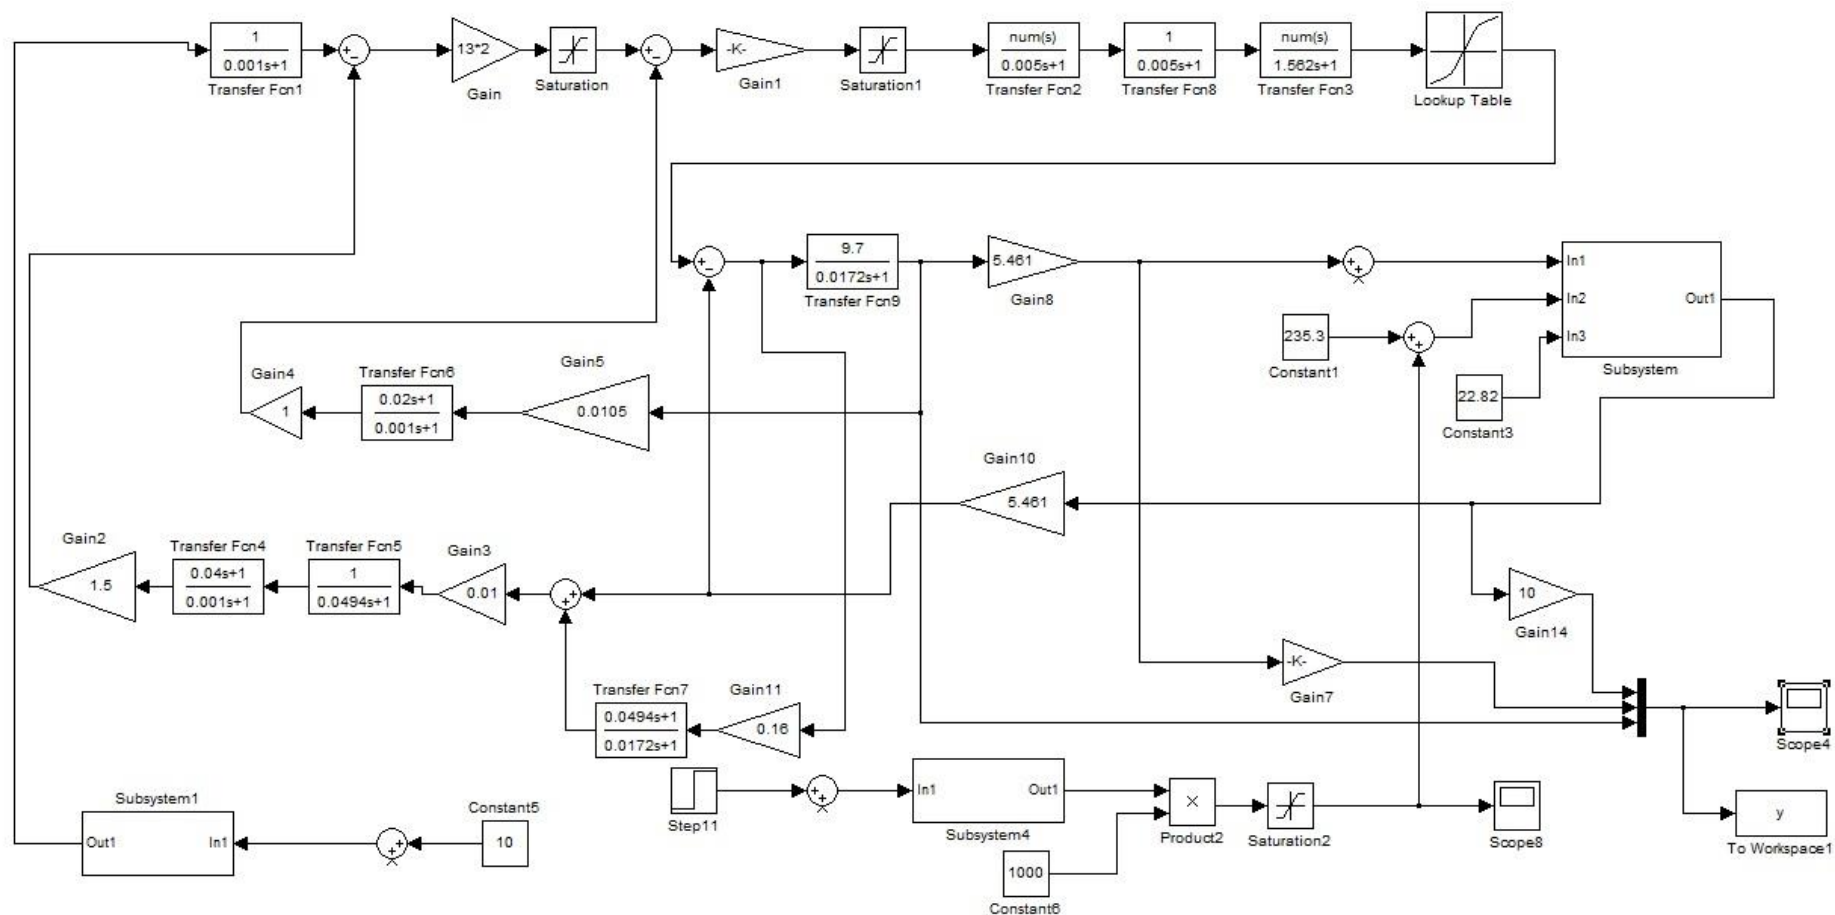 1
0.001s+1
Transfer Fcn1
+
-
13*2
Gain
Saturation
+
-
-K-
Gain1
Saturation1
num(s)
0.005s+1
Transfer Fcn2
1
0.005s+1
Transfer Fcn8
num(s)
1.562s+1
Transfer Fcn3
Lookup Table
+
-
9.7
0.0172s+1
Transfer Fcn9
5.461
Gain8
+
+
In1
In2
In3
Out1
Subsystem
235.3
Constant1
+
+
22.82
Constant3
Gain4
1
Transfer Fcn6
0.02s+1
0.001s+1
Gain5
0.0105
Gain10
5.461
Gain2
1.5
Transfer Fcn4
0.04s+1
0.001s+1
Transfer Fcn5
1
0.0494s+1
Gain3
0.01
+
+
10
Gain14
-K-
Gain7
Transfer Fcn7
0.0494s+1
0.0172s+1
Gain11
0.16
Scope4
Step11
+
+
In1
Out1
Subsystem4
×
Product2
Saturation2
Scope8
y
To Workspace1
Subsystem1
Out1
In1
+
+
Constant5
10
1000
Constant6